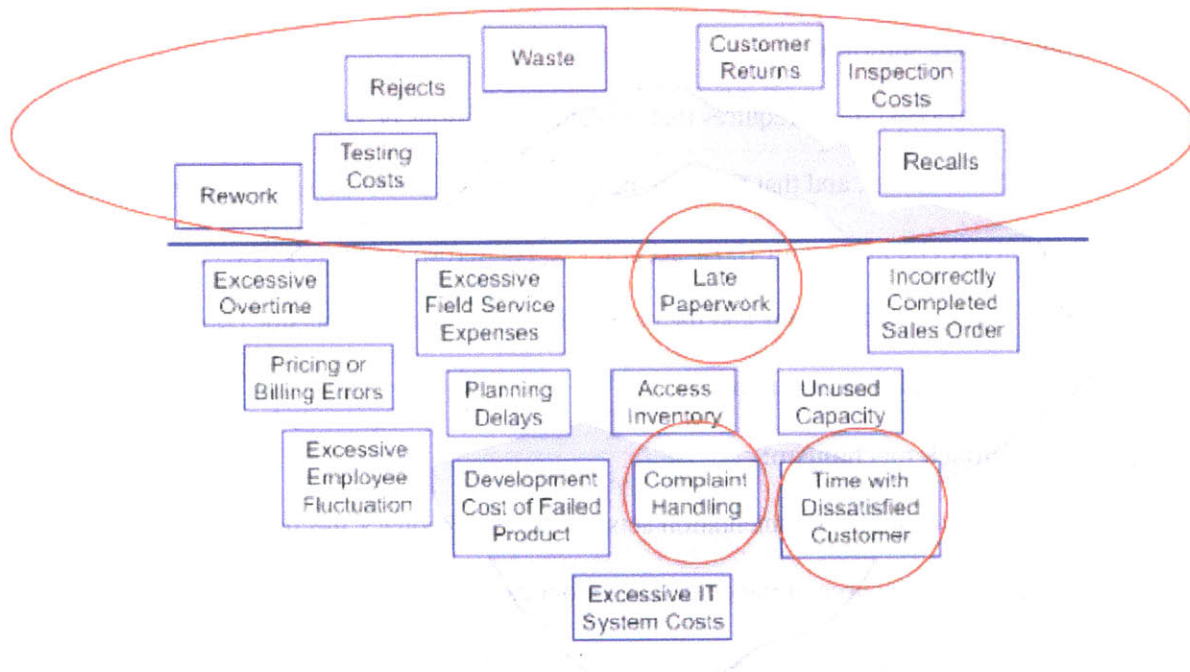 Waste
Customer
Returns
Rejects
Inspection
Costs
Testing
Costs
Recalls
Rework
Excessive
Overtime
Excessive
Field Service
Expenses
Late
Paperwork
Incorrectly
Completed
Sales Order
Pricing or
Billing Errors
Planning
Delays
Access
Inventory
Unused
Capacity
Excessive
Employee
Fluctuation
Development
Cost of Failed
Product
Complaint
Handling
Time with
Dissatisfied
Customer
Excessive IT
System Costs